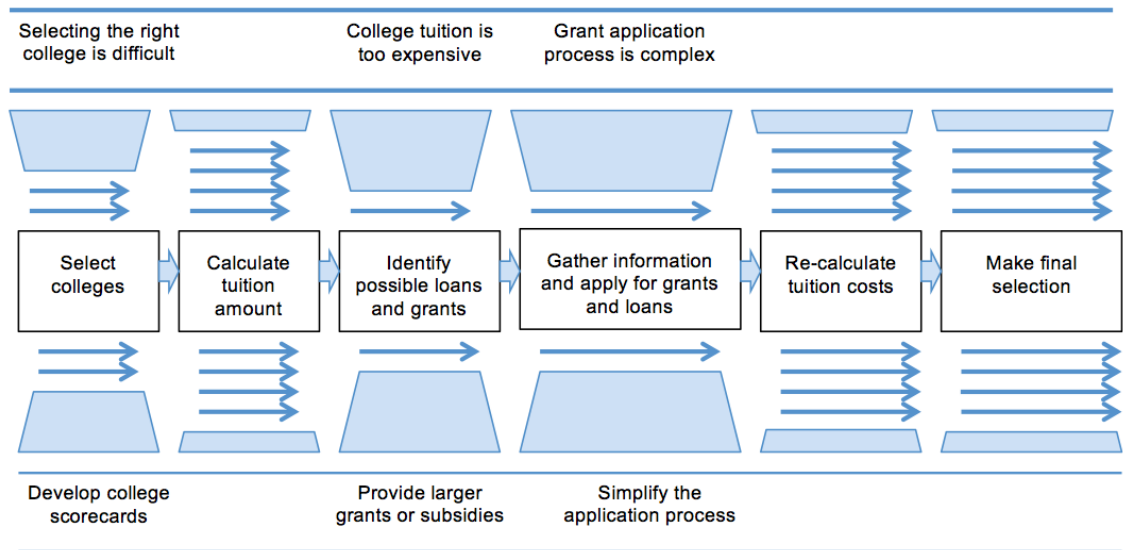 Selecting the right
college is difficult
College tuition is
too expensive
Grant application
process is complex
Select
colleges
Calculate
tuition
amount
Identify
possible loans
and grants
Gather information
and apply for grants
and loans
Re-calculate
tuition costs
Make final
selection
Develop college
scorecards
Provide larger
grants or subsidies
Simplify the
application process